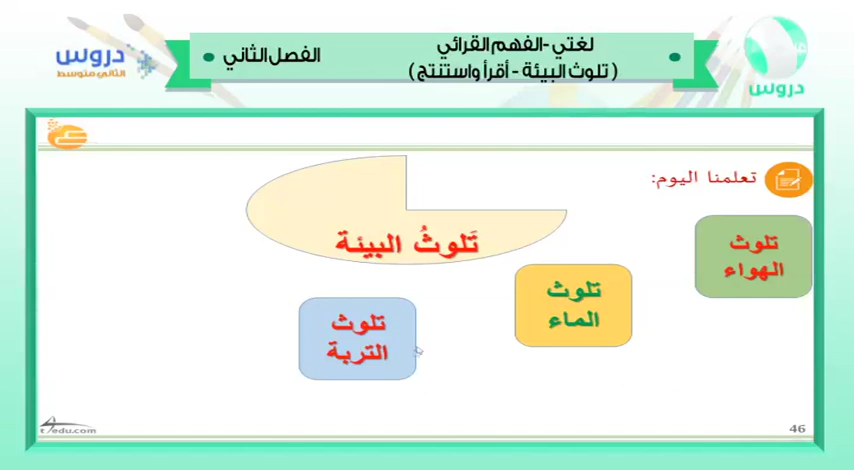 لغتي -الفهم القرائي
( تلوث البيئة - أقرأ واستنتج )
الفصل الثاني
دروس
الثاني متوسط
دروس
تعلمنا اليوم:
تَلوثُ البيئة
تلوث
الهواء
تلوث
الماء
تلوث
التربة
t4edu.com
46